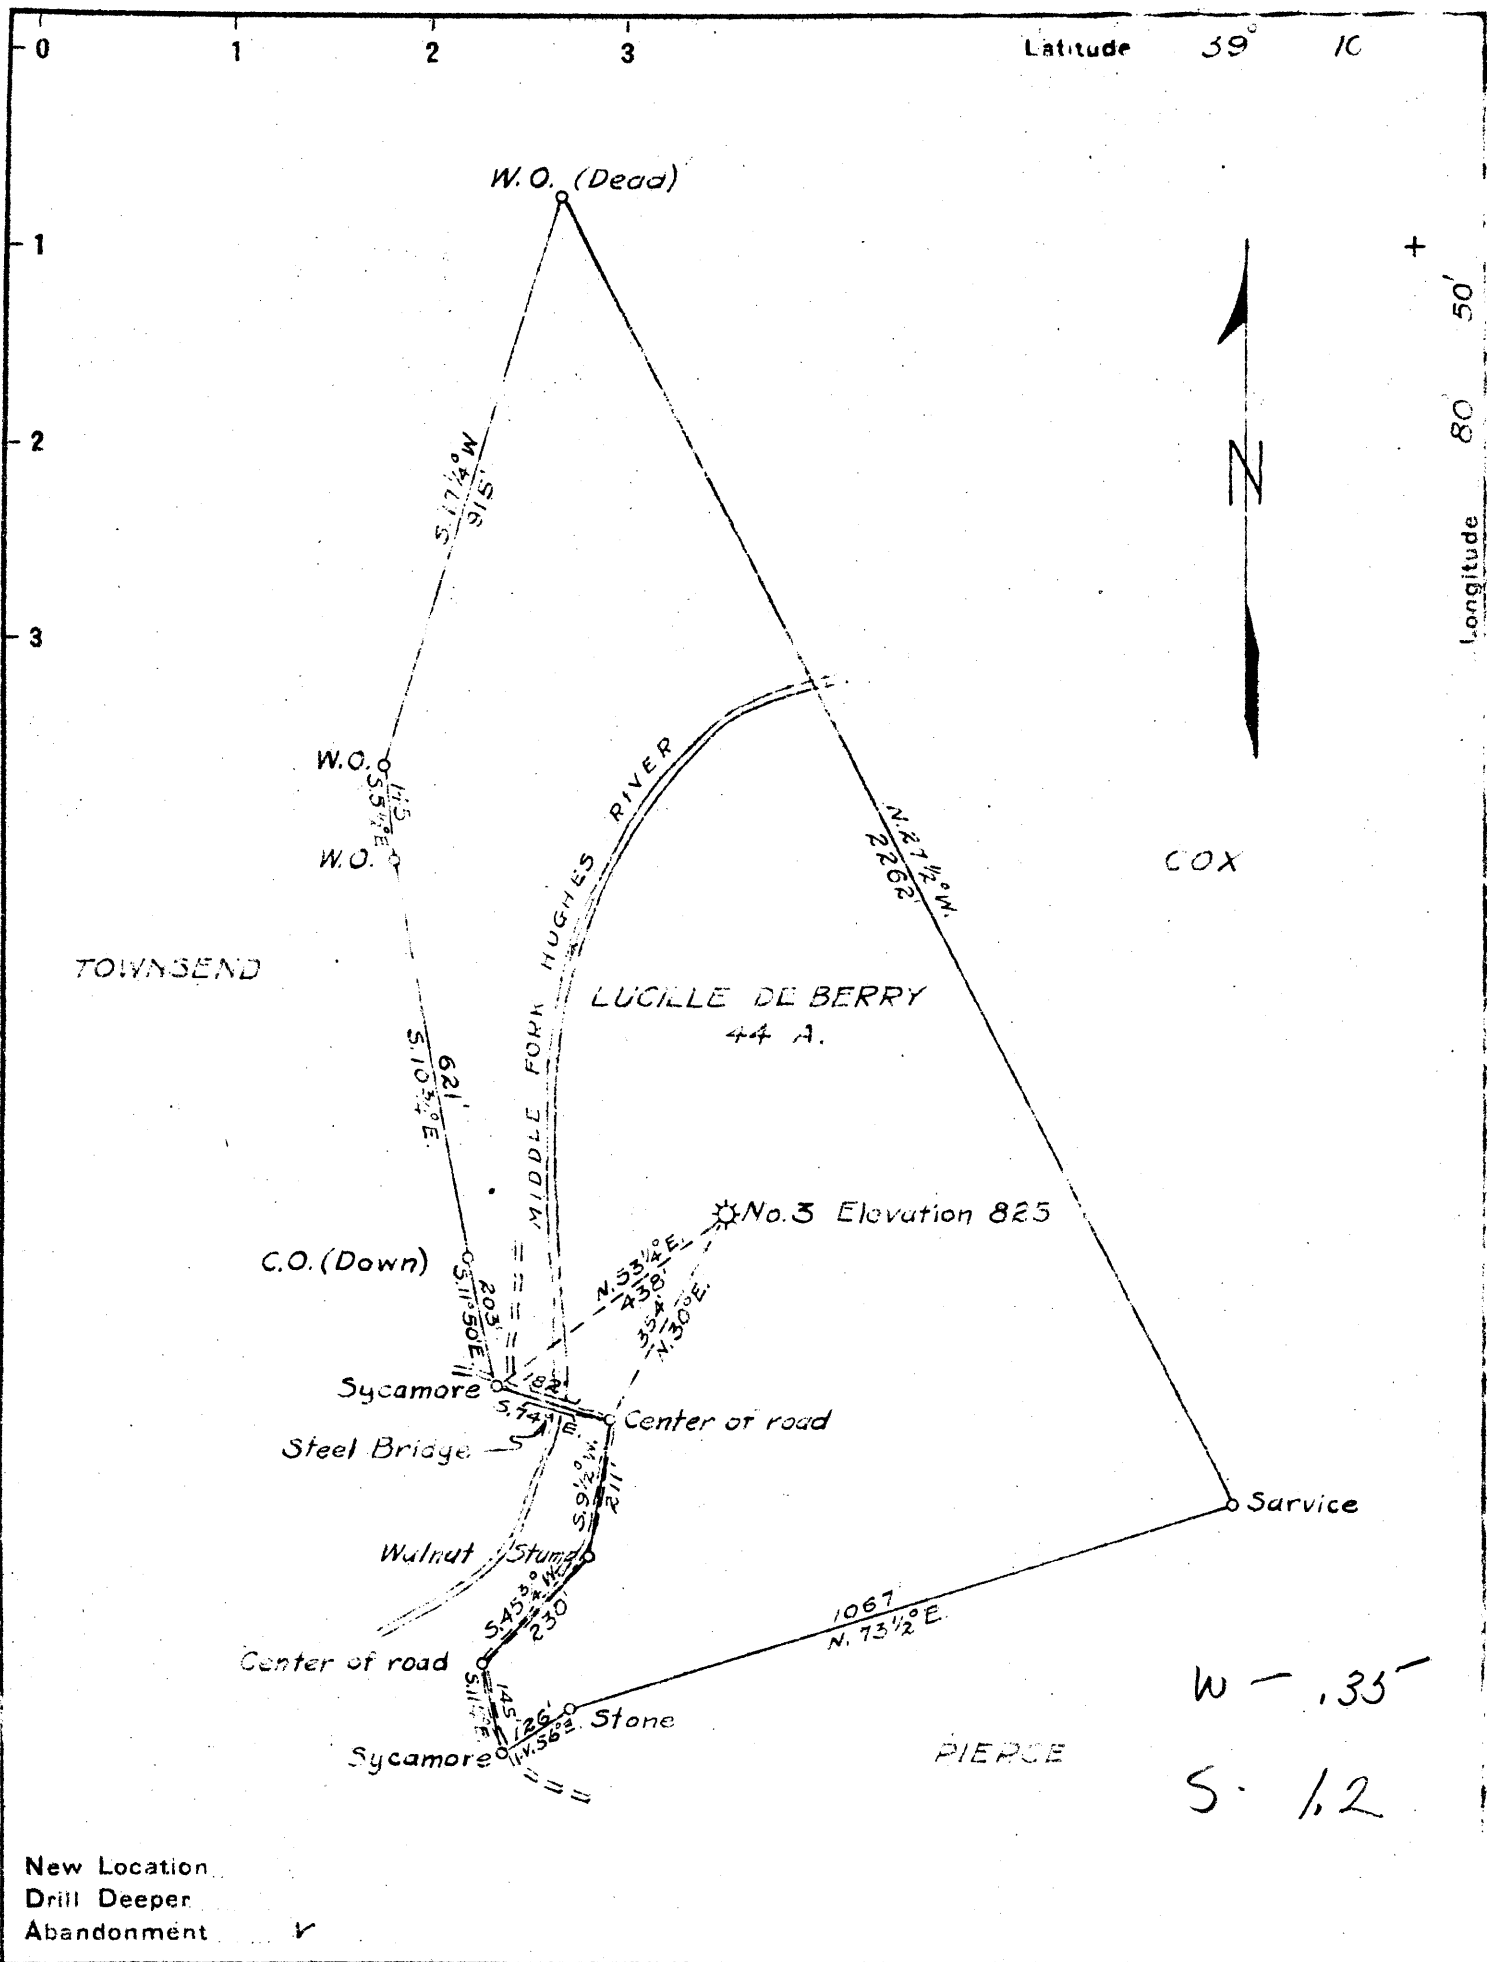 0 1 2 3 Latitude 39° 10
W.O. (Dead)
1
+
Longitude 80 50'
2
S.17¼°W
915'
N
3
MIDDLE FORK HUGHES RIVER
W.O.
S.5½°E
145
W.O.
N.27½°W.
2262'
COX
TOWNSEND
LUCILLE DE BERRY
44 A.
621'
S.10¾°E.
No.3 Elevation 825
C.O. (Down)
N.53¼°E.
438'
203'
S.11°50'E.
354'
N.30°E.
Sycamore
182'
S.74° E.
Center of road
Steel Bridge
S.9½°W.
211'
Sarvice
Walnut Stump
S.45¾°W.
230'
1067'
N.73½°E.
Center of road
145'
126'
N.56°E.
Stone
Sycamore
PIERCE
W - .35
S. 1.2
New Location
Drill Deeper
Abandonment ✓